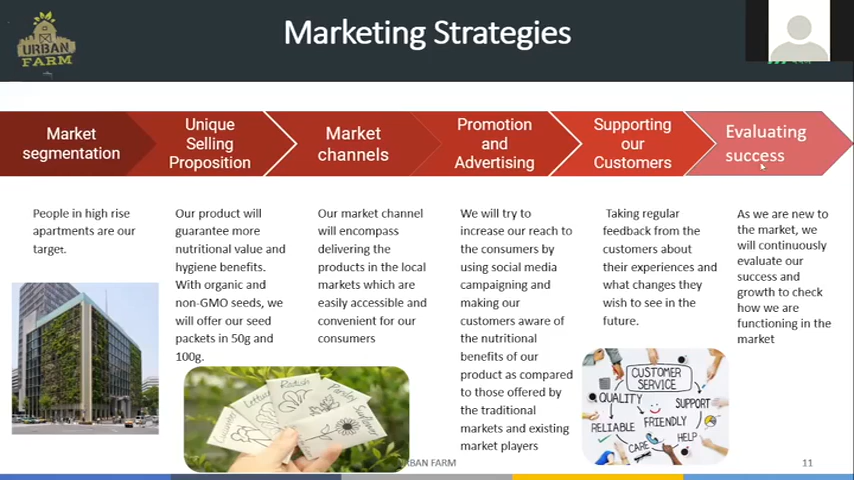 Marketing Strategies
URBAN
FARM
Market
segmentation
Unique
Selling
Proposition
Market
channels
Promotion
and
Advertising
Supporting
our
Customers
Evaluating
success
People in high rise
apartments are our
target.
Our product will
guarantee more
nutritional value and
hygiene benefits.
With organic and
non-GMO seeds, we
will offer our seed
packets in 50g and
100g.
Our market channel
will encompass
delivering the
products in the local
markets which are
easily accessible and
convenient for our
consumers
We will try to
increase our reach to
the consumers by
using social media
campaigning and
making our
customers aware of
the nutritional
benefits of our
product as compared
to those offered by
the traditional
markets and existing
market players
Taking regular
feedback from the
customers about
their experiences and
what changes they
wish to see in the
future.
As we are new to
the market, we
will continuously
evaluate our
success and
growth to check
how we are
functioning in the
market
Cucumber
Lettuce
Radish
Parsley
Sunflower
CUSTOMER
SERVICE
QUALITY
SUPPORT
RELIABLE
FRIENDLY
CARE
HELP
RBAN FARM
11